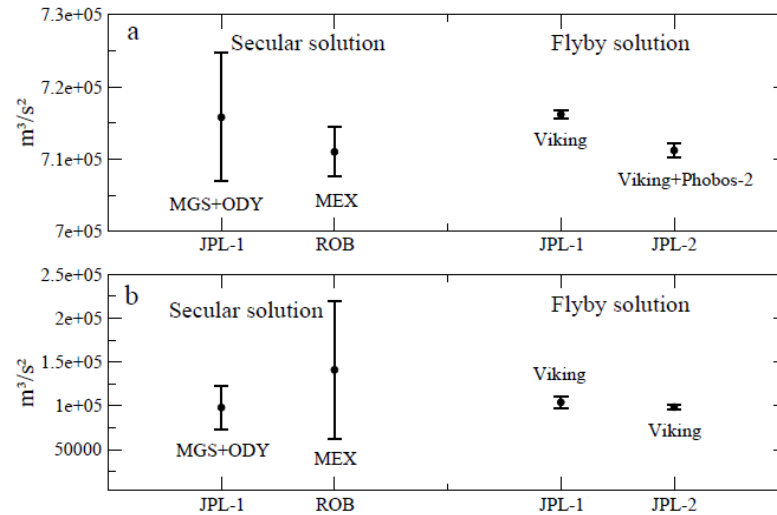 7.3e+05
a
Secular solution
Flyby solution
7.2e+05
m³/s²
Viking
7.1e+05
MGS+ODY
MEX
Viking+Phobos-2
7e+05
JPL-1
ROB
JPL-1
JPL-2
2.5e+05
b
Secular solution
Flyby solution
2e+05
m³/s²
1.5e+05
Viking
1e+05
MGS+ODY
MEX
Viking
50000
JPL-1
ROB
JPL-1
JPL-2